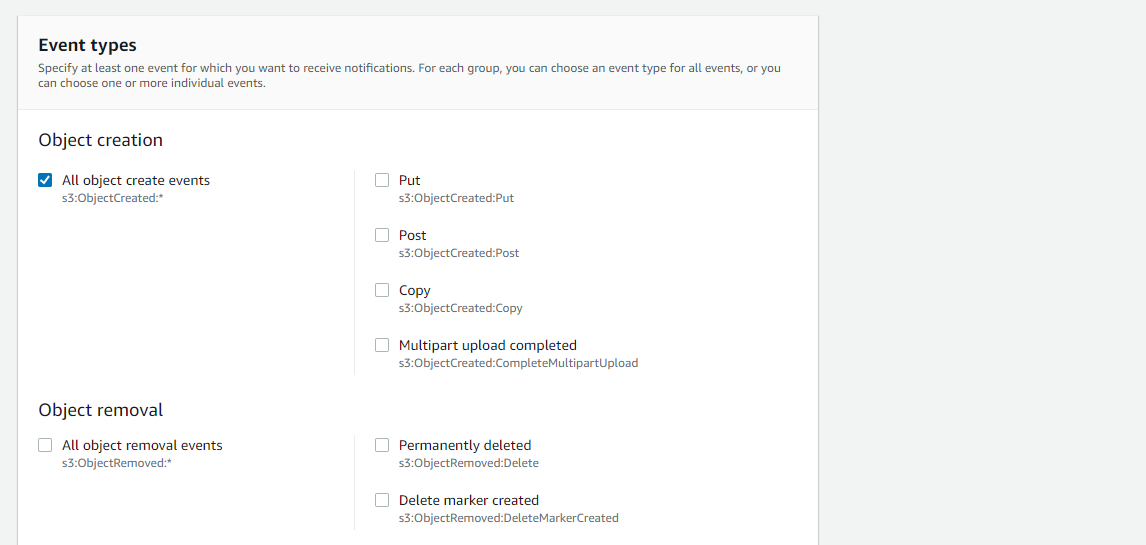 Event types
Specify at least one event for which you want to receive notifications. For each group, you can choose an event type for all events, or you
can choose one or more individual events.
Object creation
All object create events
s3:ObjectCreated:*
Put
s3:ObjectCreated:Put
Post
s3:ObjectCreated:Post
Copy
s3:ObjectCreated:Copy
Multipart upload completed
s3:ObjectCreated:CompleteMultipartUpload
Object removal
All object removal events
s3:ObjectRemoved:*
Permanently deleted
s3:ObjectRemoved:Delete
Delete marker created
s3:ObjectRemoved:DeleteMarkerCreated